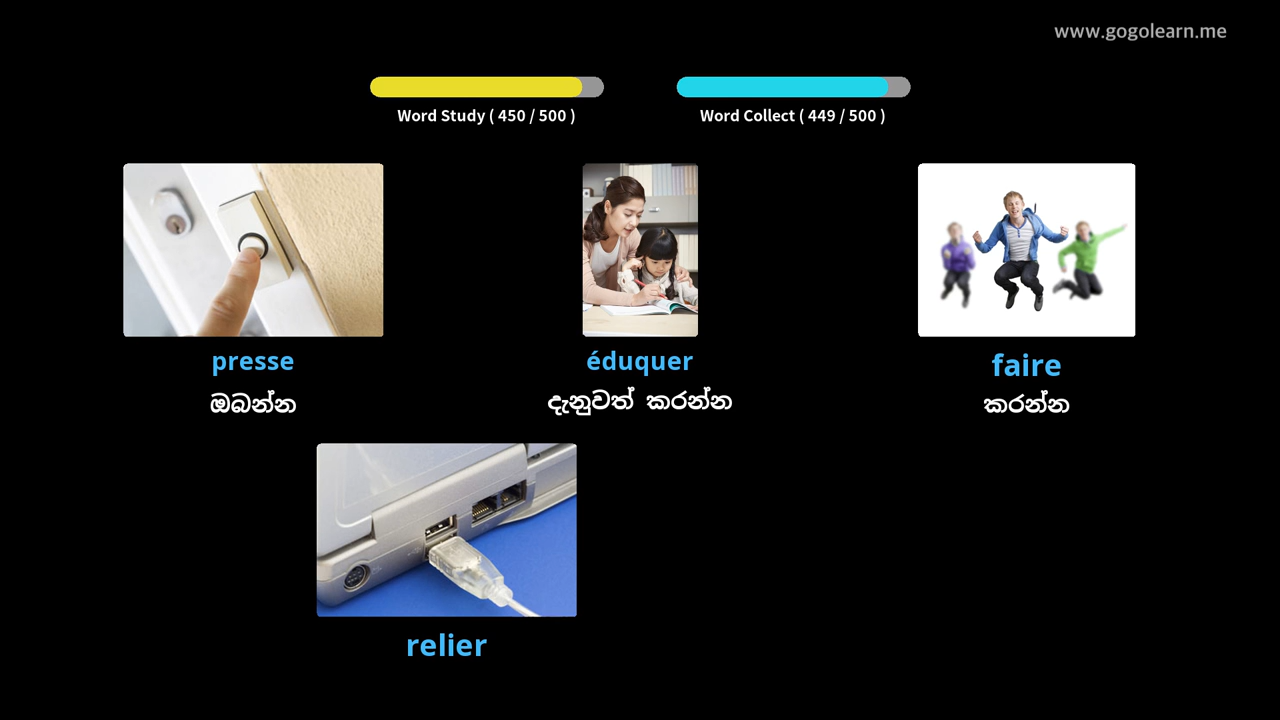 www.gogolearn.me
Word Study ( 450 / 500 )
Word Collect ( 449 / 500 )
presse
éduquer
faire
ඔබන්න
දැනුවත් කරන්න
කරන්න
relier